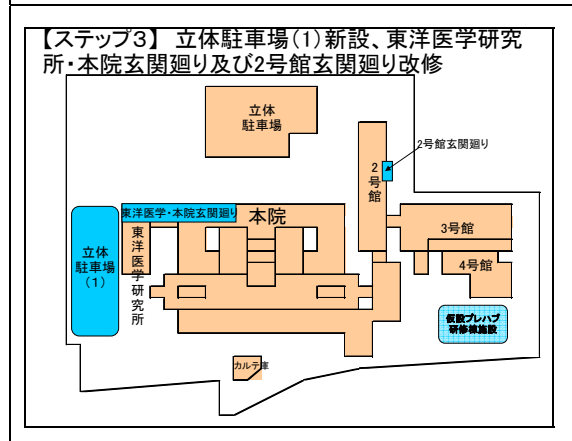 【ステップ3】 立体駐車場(1)新設、東洋医学研究
所・本院玄関廻り及び2号館玄関廻り改修
立体
駐車場
2号館玄関廻り
2
号
館
東洋医学・本院玄関廻り
本院
3号館
東
洋
医
学
研
究
所
立体
駐車場
(1)
4号館
仮設プレハブ
研修棟施設
カルテ庫